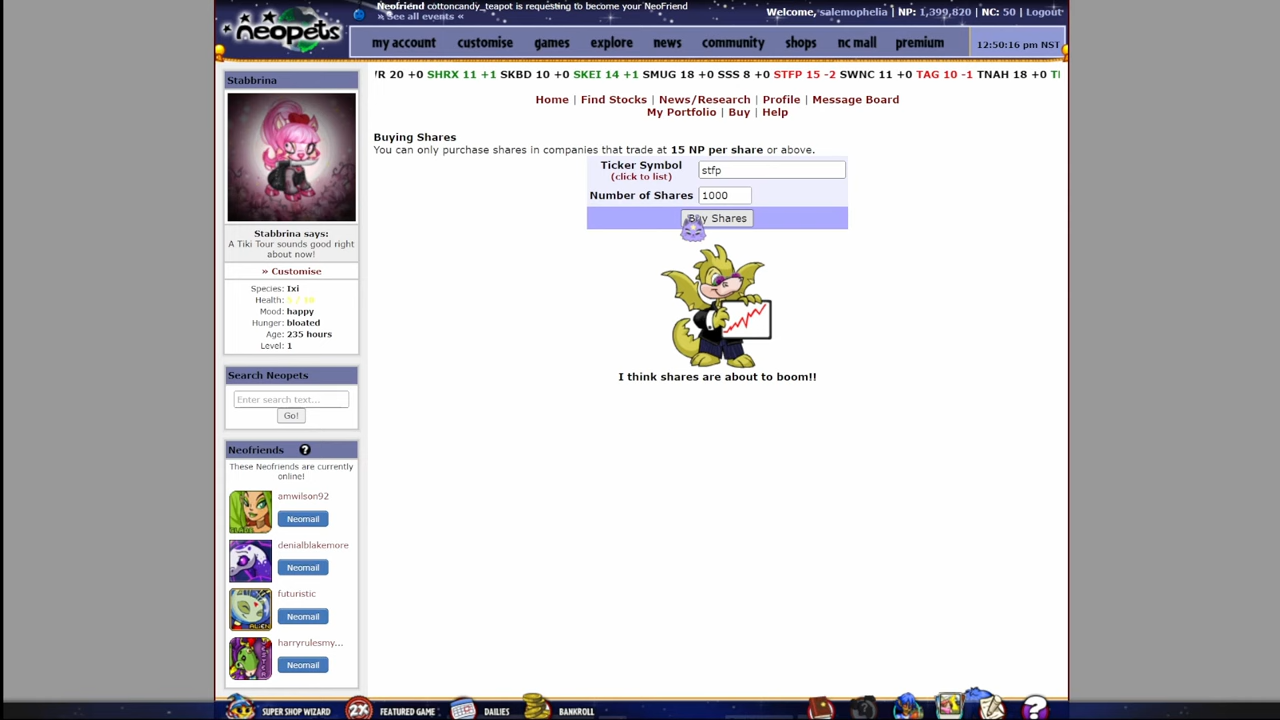 Neofriend cottoncandy_teapot is requesting to become your NeoFriend
« See all events «
Welcome, salemophelia | NP: 1,399,820 | NC: 50 | Logout
neopets
my account customise games explore news community shops nc mall premium
12:50:16 pm NST
R 20 +0 SHRX 11 +1 SKBD 10 +0 SKEI 14 +1 SMUG 18 +0 SSS 8 +0 STFP 15 -2 SWNC 11 +0 TAG 10 -1 TNAH 18 +0
Home | Find Stocks | News/Research | Profile | Message Board
My Portfolio | Buy | Help
Buying Shares
You can only purchase shares in companies that trade at 15 NP per share or above.
Ticker Symbol stfp
(click to list)
Number of Shares 1000
Buy Shares
I think shares are about to boom!!
Stabbrina
Stabbrina says:
A Tiki Tour sounds good right
about now!
» Customise
Species: Ixi
Health: 5 / 10
Mood: happy
Hunger: bloated
Age: 235 hours
Level: 1
Search Neopets
Enter search text...
Go!
Neofriends ?
These Neofriends are currently
online!
amwilson92
Neomail
denialblakemore
Neomail
futuristic
ALIEN
Neomail
harryrulesmy...
Neomail
SUPER SHOP WIZARD 2X FEATURED GAME DAILIES BANKROLL ?